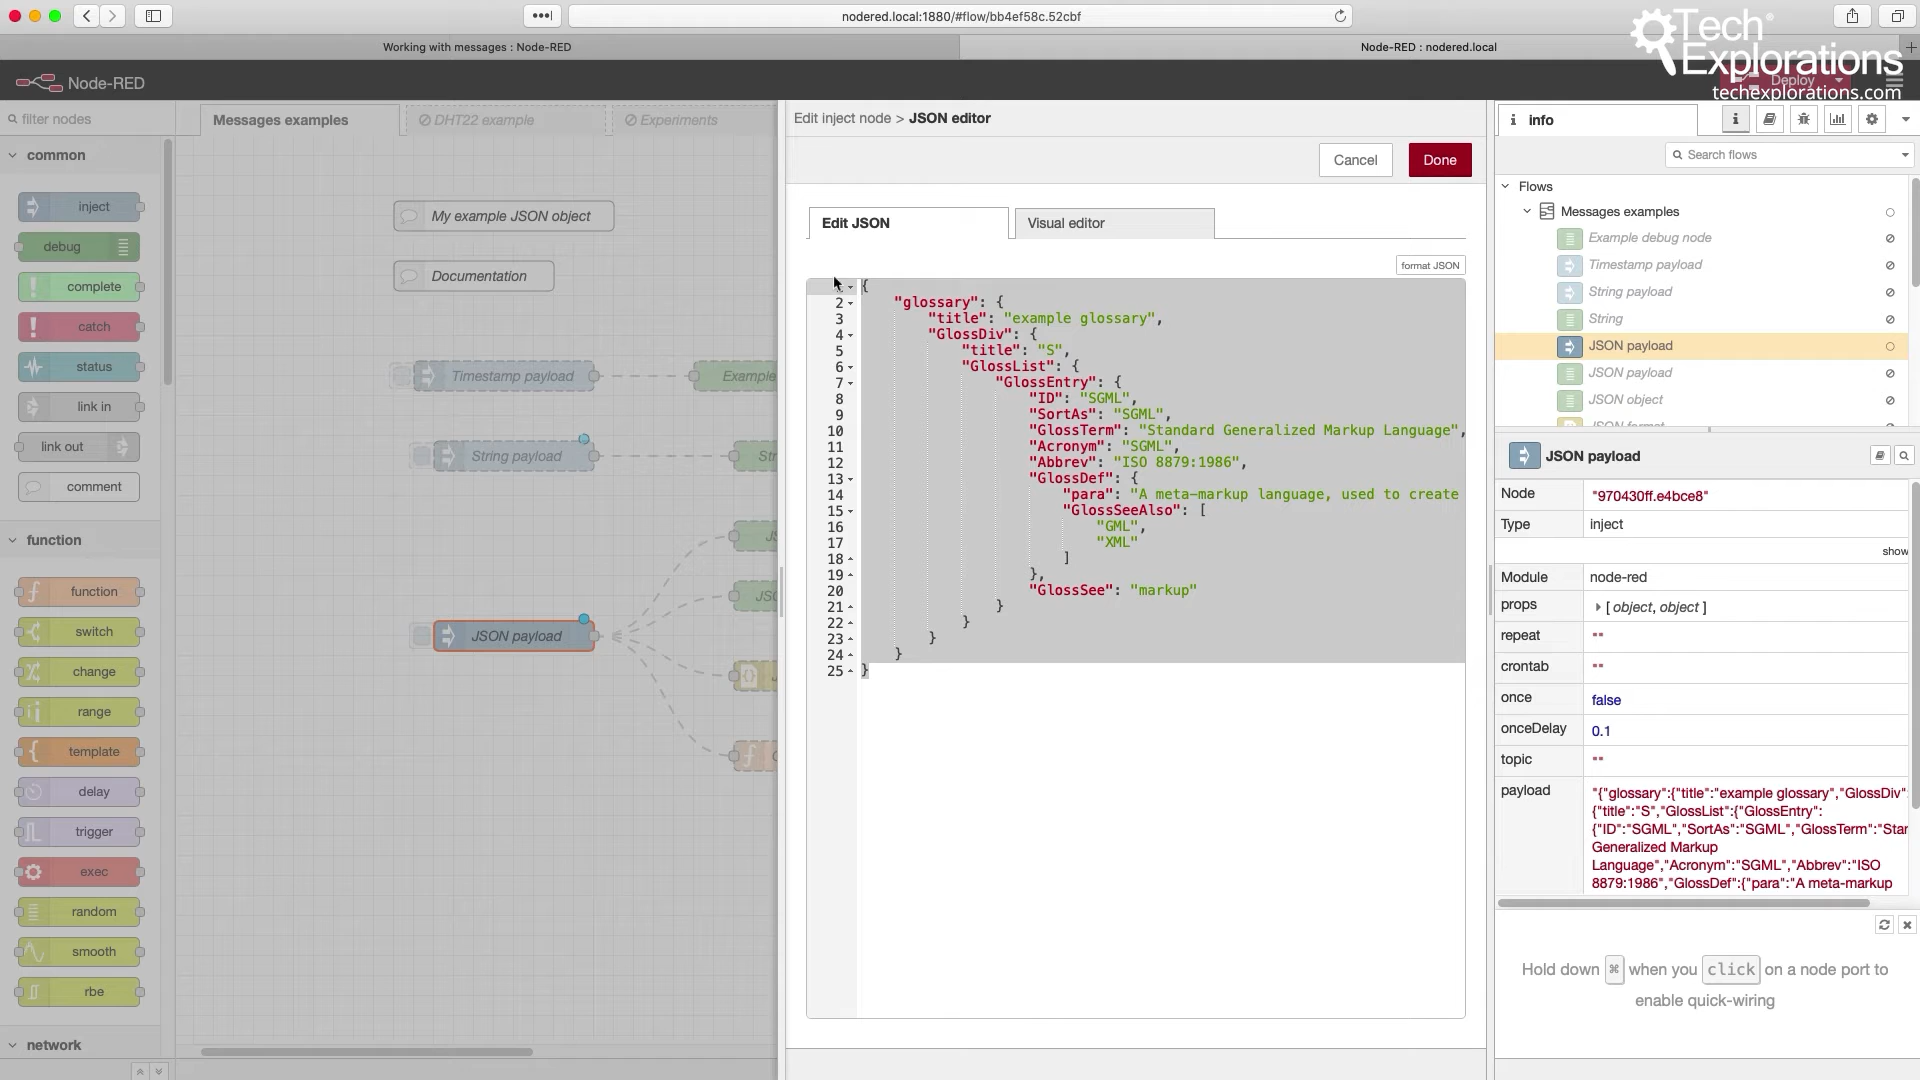 nodered.local:1880/#flow/bb4ef58c.52cbf
Working with messages : Node-RED
Node-RED : nodered.local
Tech
Explorations
techexplorations.com
Node-RED
Deploy
filter nodes
common
inject
debug
complete
catch
status
link in
link out
comment
function
function
switch
change
range
template
delay
trigger
exec
random
smooth
rbe
network
Messages examples
DHT22 example
Experiments
My example JSON object
Documentation
Timestamp payload
Example
String payload
Str
JSON payload
JS
JSO
Edit inject node > JSON editor
Cancel
Done
Edit JSON
Visual editor
format JSON
{
2 "glossary": {
3 "title": "example glossary",
4 "GlossDiv": {
5 "title": "S",
6 "GlossList": {
7 "GlossEntry": {
8 "ID": "SGML",
9 "SortAs": "SGML",
10 "GlossTerm": "Standard Generalized Markup Language",
11 "Acronym": "SGML",
12 "Abbrev": "ISO 8879:1986",
13 "GlossDef": {
14 "para": "A meta-markup language, used to create
15 "GlossSeeAlso": [
16 "GML",
17 "XML"
18 ]
19 },
20 "GlossSee": "markup"
21 }
22 }
23 }
24 }
25 }
info
Search flows
Flows
Messages examples
Example debug node
Timestamp payload
String payload
String
JSON payload
JSON payload
JSON object
JSON format
JSON payload
Node "970430ff.e4bce8"
Type inject
show
Module node-red
props [ object, object ]
repeat ""
crontab ""
once false
onceDelay 0.1
topic ""
payload "{"glossary":{"title":"example glossary","GlossDiv":
{"title":"S","GlossList":{"GlossEntry":
{"ID":"SGML","SortAs":"SGML","GlossTerm":"Star
Generalized Markup
Language","Acronym":"SGML","Abbrev":"ISO
8879:1986","GlossDef":{"para":"A meta-markup
Hold down ⌘ when you click on a node port to
enable quick-wiring